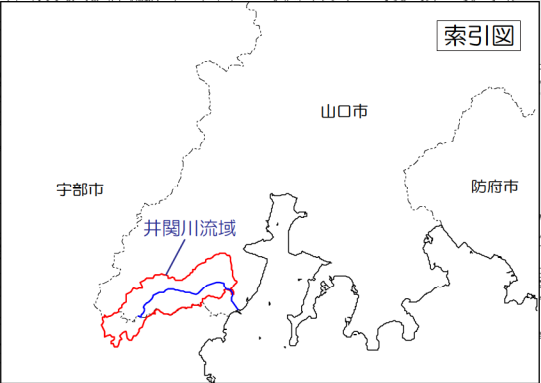 索引図
山口市
宇部市
防府市
井関川流域